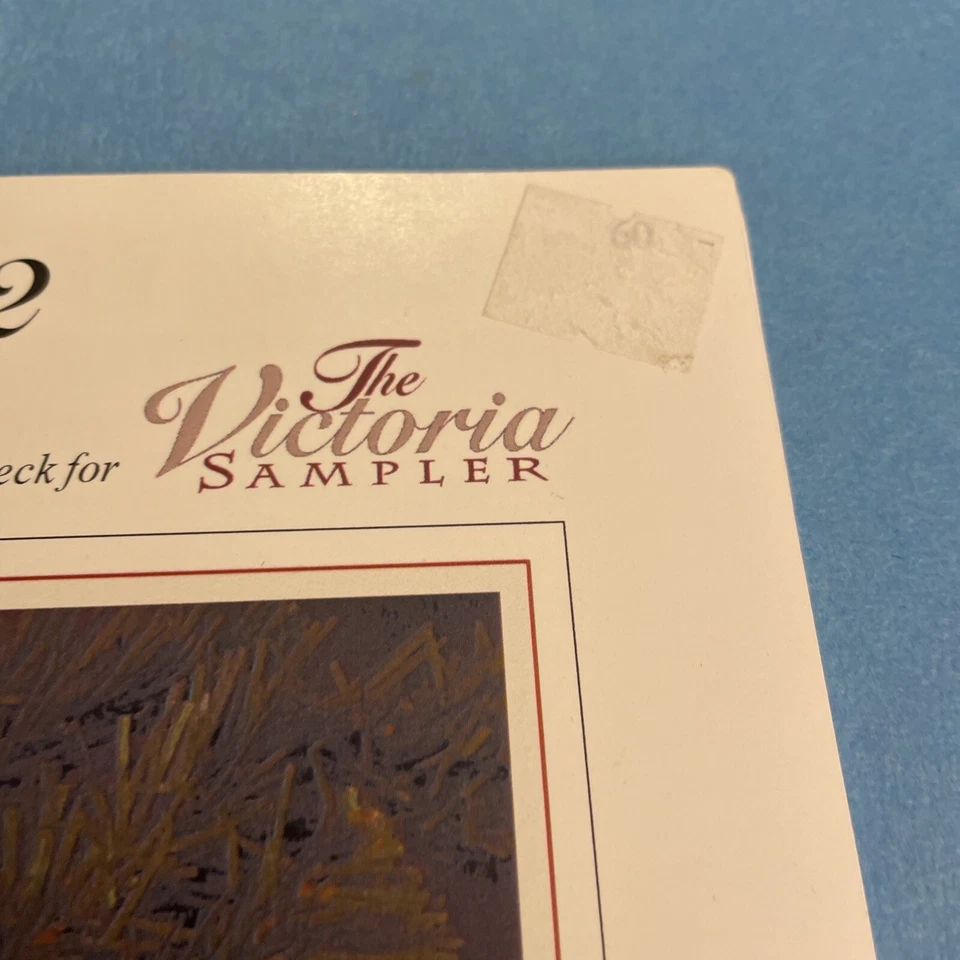 2
60
The
Victoria
eck for
SAMPLER